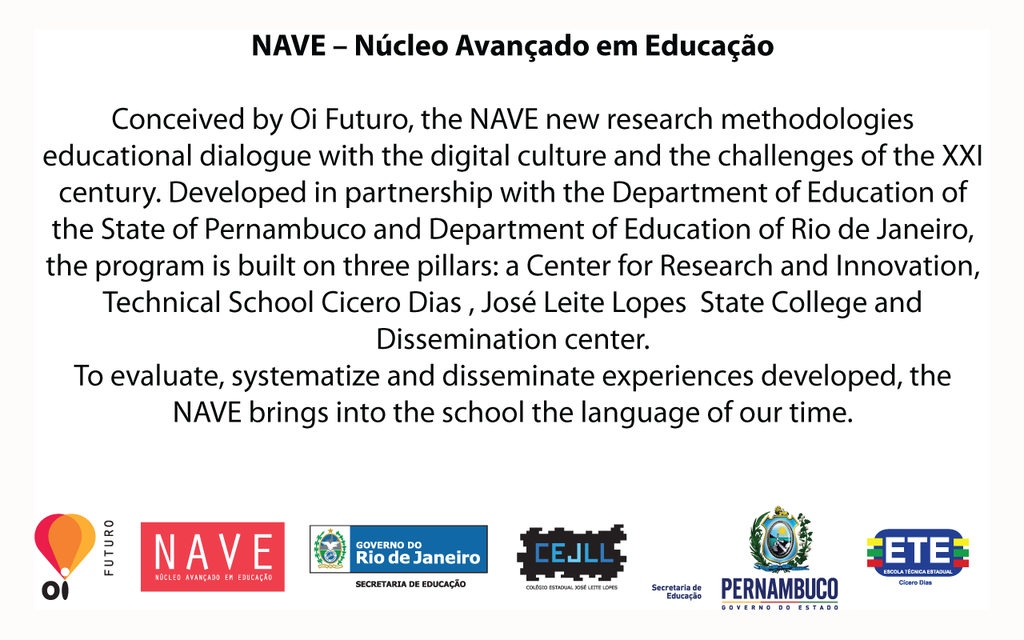 NAVE – Núcleo Avançado em Educação
Conceived by Oi Futuro, the NAVE new research methodologies
educational dialogue with the digital culture and the challenges of the XXI
century. Developed in partnership with the Department of Education of
the State of Pernambuco and Department of Education of Rio de Janeiro,
the program is built on three pillars: a Center for Research and Innovation,
Technical School Cicero Dias , José Leite Lopes  State College and
Dissemination center.
To evaluate, systematize and disseminate experiences developed, the
NAVE brings into the school the language of our time.
oi
FUTURO
NAVE
NÚCLEO AVANÇADO EM EDUCAÇÃO
GOVERNO DO
Rio de Janeiro
SECRETARIA DE EDUCAÇÃO
CEJLL
COLÉGIO ESTADUAL JOSÉ LEITE LOPES
Secretaria de
Educação
PERNAMBUCO
GOVERNO DO ESTADO
ETE
ESCOLA TÉCNICA ESTADUAL
Cícero Dias